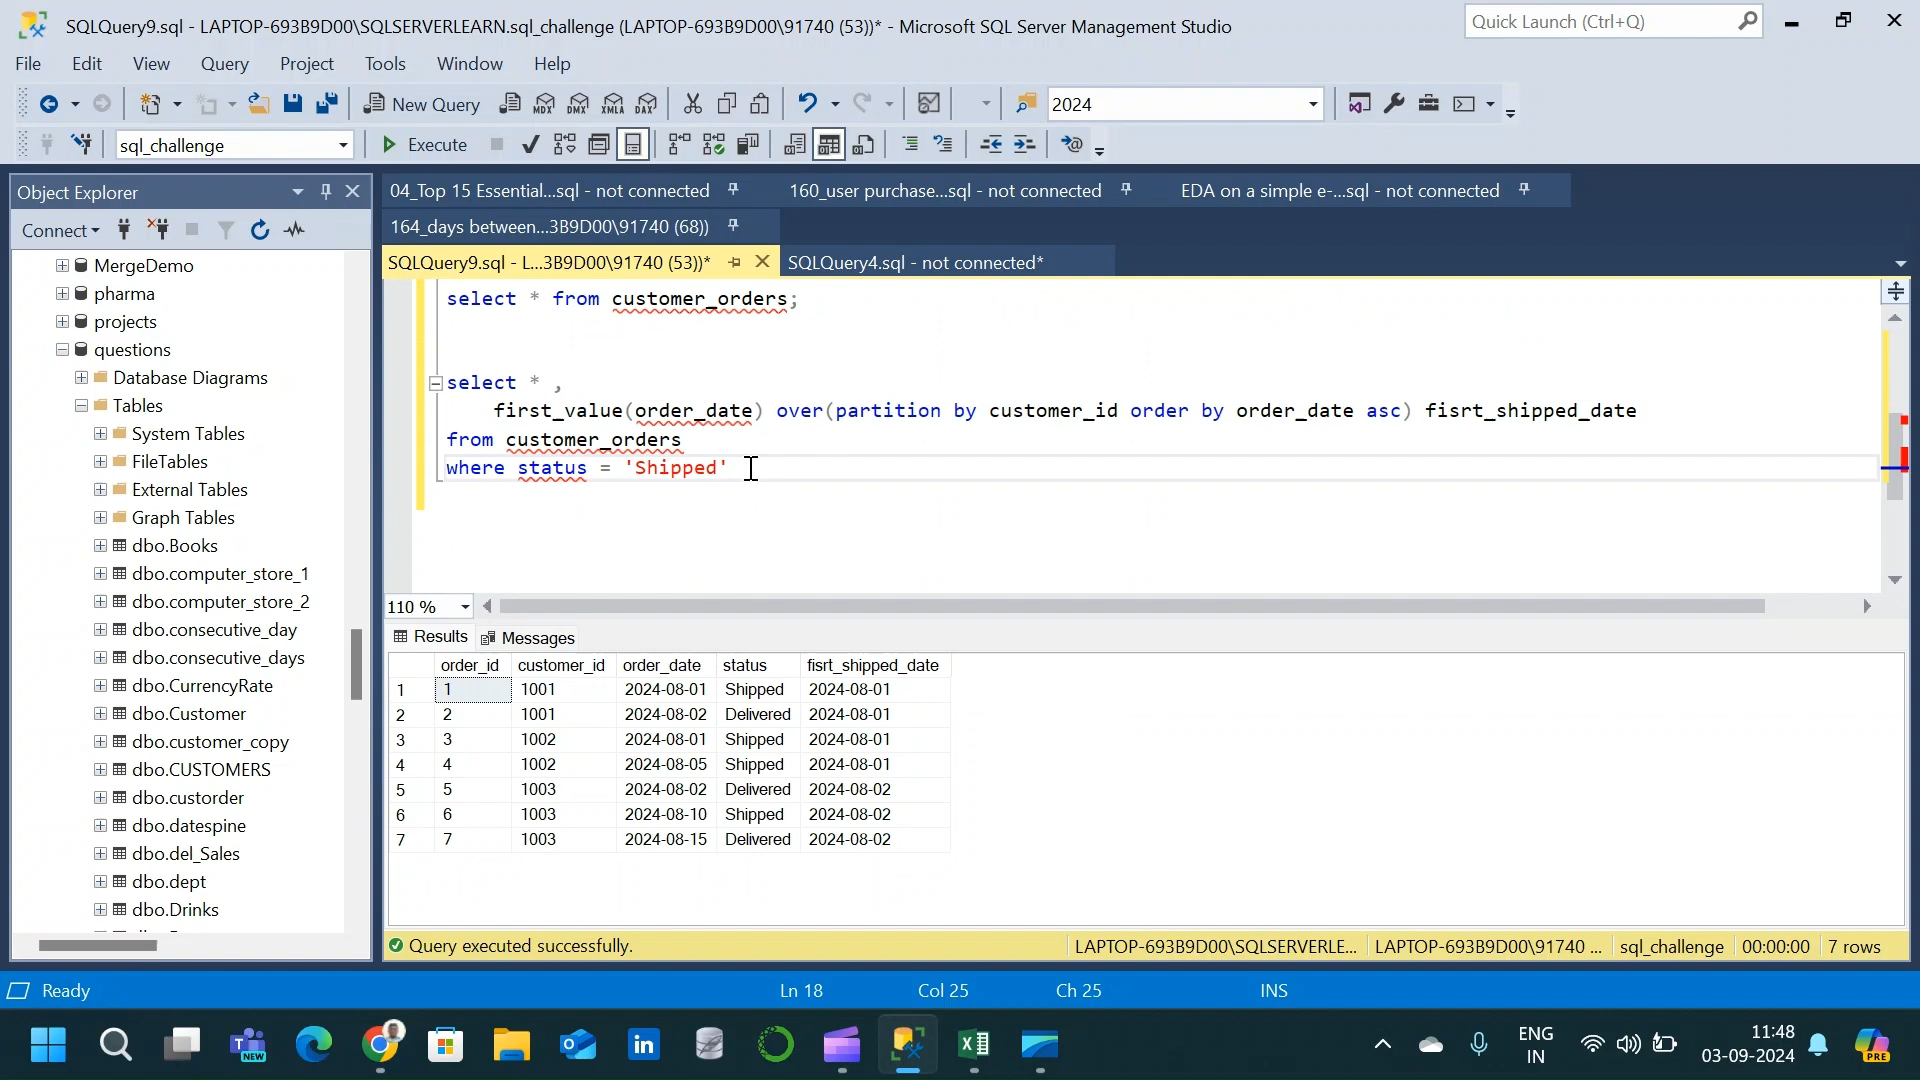 SQLQuery9.sql - LAPTOP-693B9D00\SQLSERVERLEARN.sql_challenge (LAPTOP-693B9D00\91740 (53))* - Microsoft SQL Server Management Studio
Quick Launch (Ctrl+Q)
File Edit View Query Project Tools Window Help
New Query
MDX DMX XMLA DAX
2024
sql_challenge
Execute
Object Explorer
Connect
MergeDemo
pharma
projects
questions
Database Diagrams
Tables
System Tables
FileTables
External Tables
Graph Tables
dbo.Books
dbo.computer_store_1
dbo.computer_store_2
dbo.consecutive_day
dbo.consecutive_days
dbo.CurrencyRate
dbo.Customer
dbo.customer_copy
dbo.CUSTOMERS
dbo.custorder
dbo.datespine
dbo.del_Sales
dbo.dept
dbo.Drinks
04_Top 15 Essential...sql - not connected
160_user purchase...sql - not connected
EDA on a simple e-...sql - not connected
164_days between...3B9D00\91740 (68))
SQLQuery9.sql - L...3B9D00\91740 (53))*
SQLQuery4.sql - not connected*
select * from customer_orders;
select * ,
first_value(order_date) over(partition by customer_id order by order_date asc) fisrt_shipped_date
from customer_orders
where status = 'Shipped'
110 %
Results Messages
order_id customer_id order_date status fisrt_shipped_date
1 1 1001 2024-08-01 Shipped 2024-08-01
2 2 1001 2024-08-02 Delivered 2024-08-01
3 3 1002 2024-08-01 Shipped 2024-08-01
4 4 1002 2024-08-05 Shipped 2024-08-01
5 5 1003 2024-08-02 Delivered 2024-08-02
6 6 1003 2024-08-10 Shipped 2024-08-02
7 7 1003 2024-08-15 Delivered 2024-08-02
Query executed successfully.
LAPTOP-693B9D00\SQLSERVERLE... LAPTOP-693B9D00\91740 ... sql_challenge 00:00:00 7 rows
Ready
Ln 18 Col 25 Ch 25 INS
NEW
in
ENG
IN
11:48
03-09-2024
PRE